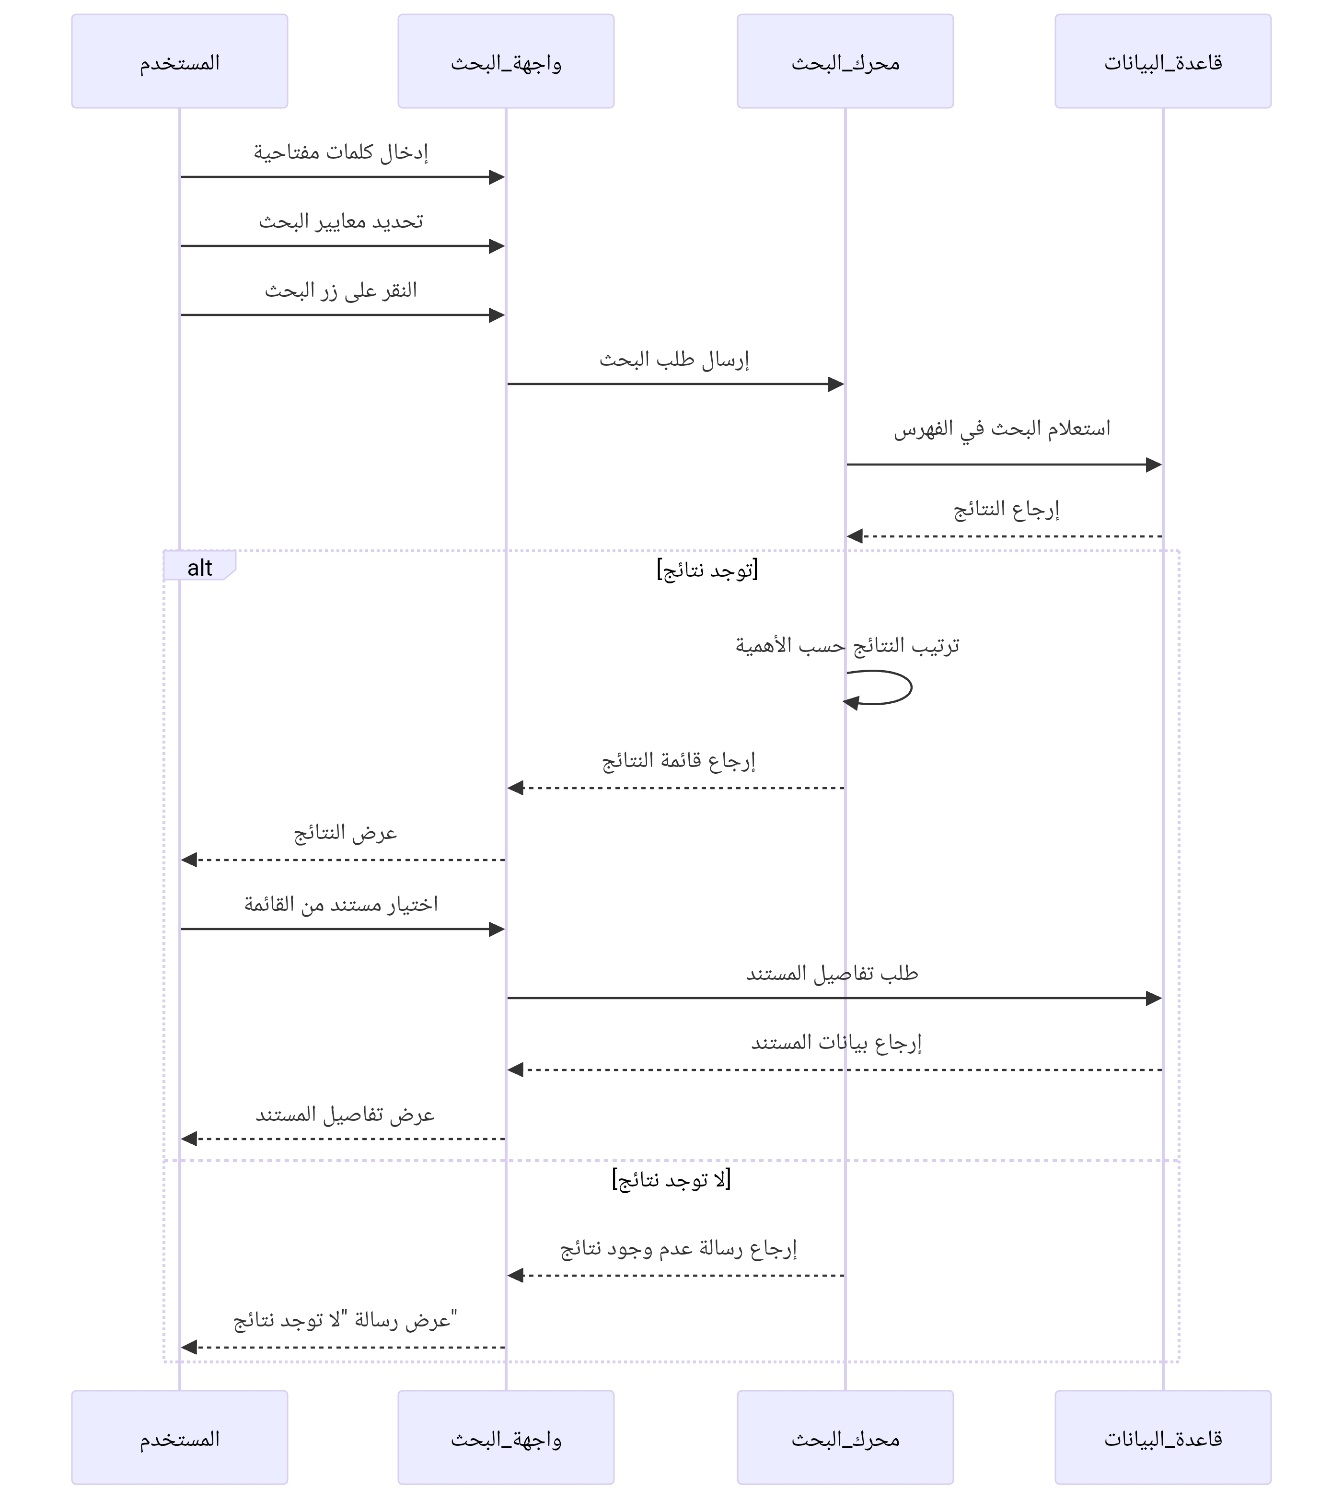 المستخدم
واجهة_البحث
محرك_البحث
قاعدة_البيانات
إدخال كلمات مفتاحية
تحديد معايير البحث
النقر على زر البحث
إرسال طلب البحث
استعلام البحث في الفهرس
إرجاع النتائج
alt
[توجد نتائج]
ترتيب النتائج حسب الأهمية
إرجاع قائمة النتائج
عرض النتائج
اختيار مستند من القائمة
طلب تفاصيل المستند
إرجاع بيانات المستند
عرض تفاصيل المستند
[لا توجد نتائج]
إرجاع رسالة عدم وجود نتائج
عرض رسالة "لا توجد نتائج"
المستخدم
واجهة_البحث
محرك_البحث
قاعدة_البيانات